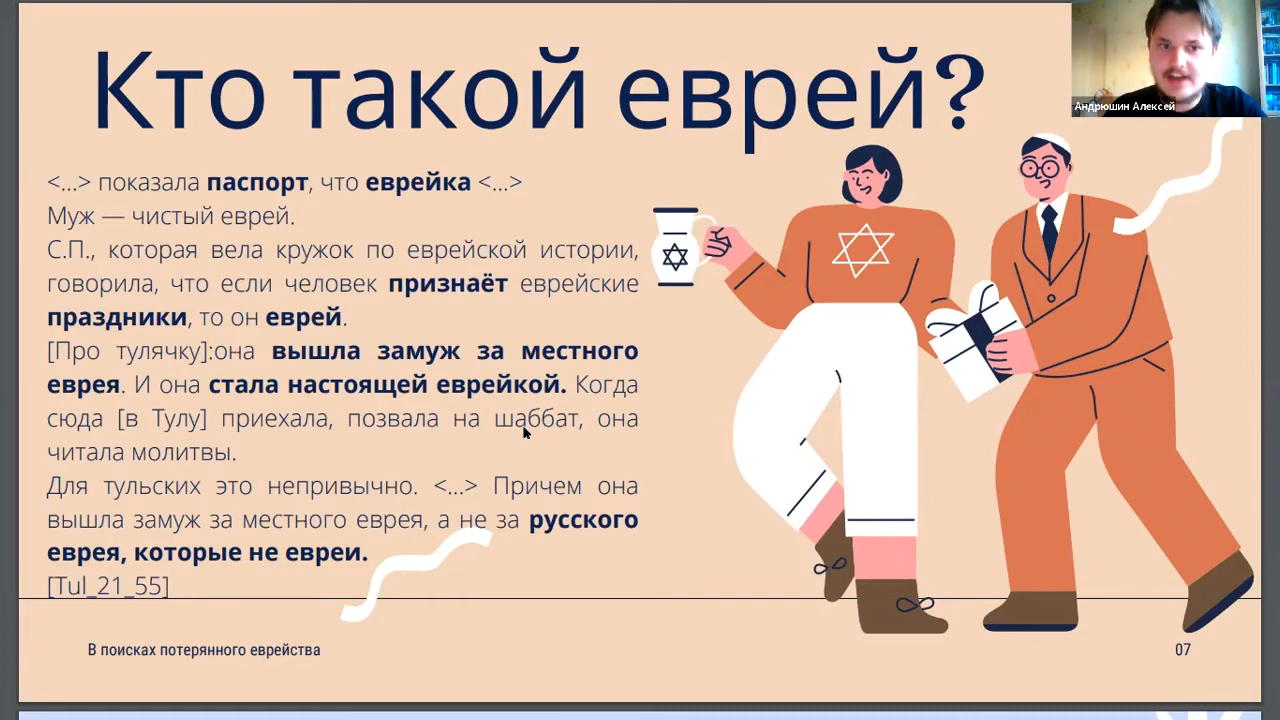 Кто такой еврей?
Андрюшин Алексей
<...> показала паспорт, что еврейка <...>
Муж — чистый еврей.
С.П., которая вела кружок по еврейской истории,
говорила, что если человек признаёт еврейские
праздники, то он еврей.
[Про тулячку]:она вышла замуж за местного
еврея. И она стала настоящей еврейкой. Когда
сюда [в Тулу] приехала, позвала на шаббат, она
читала молитвы.
Для тульских это непривычно. <...> Причем она
вышла замуж за местного еврея, а не за русского
еврея, которые не евреи.
[Tul_21_55]
В поисках потерянного еврейства
07